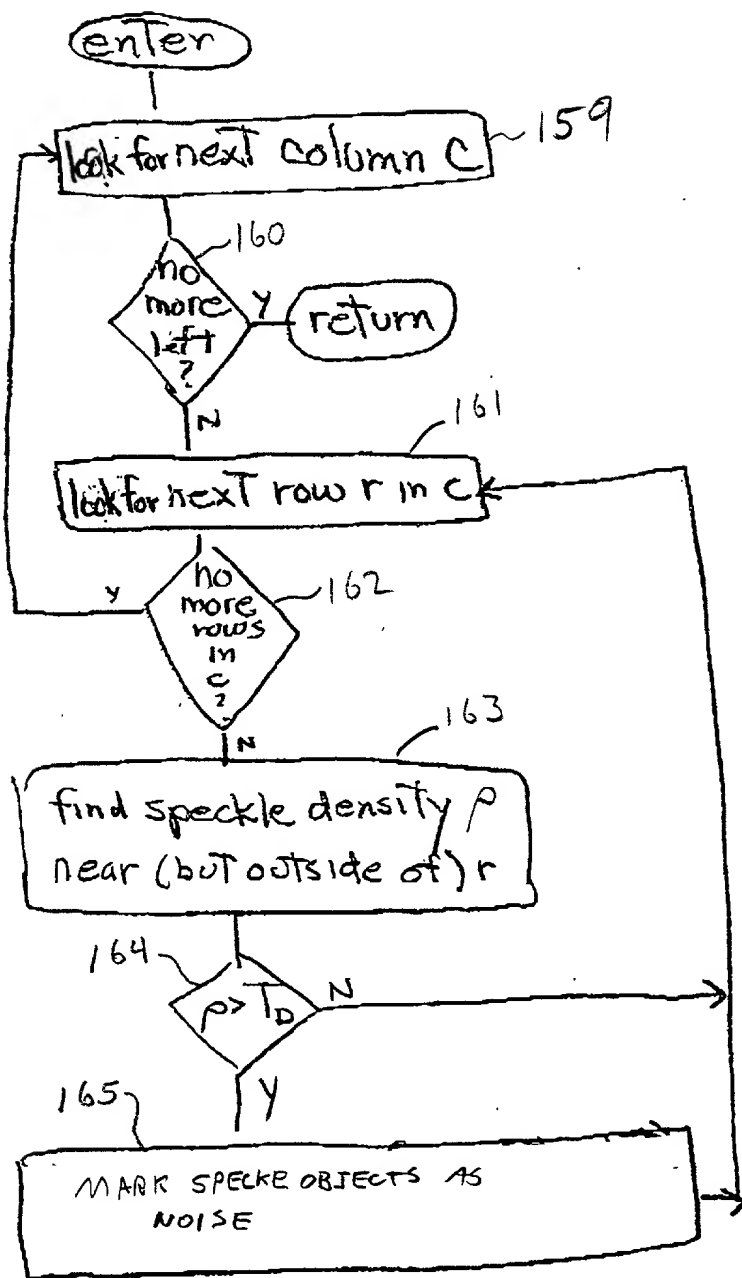 enter
look for next column C
159
160
no
more
left
?
Y
return
N
161
look for next row r in c
no
more
rows
in
c
?
Y
162
N
163
find speckle density ρ
near (but outside of) r
164
ρ > T_D
N
Y
165
MARK SPECKE OBJECTS AS
NOISE